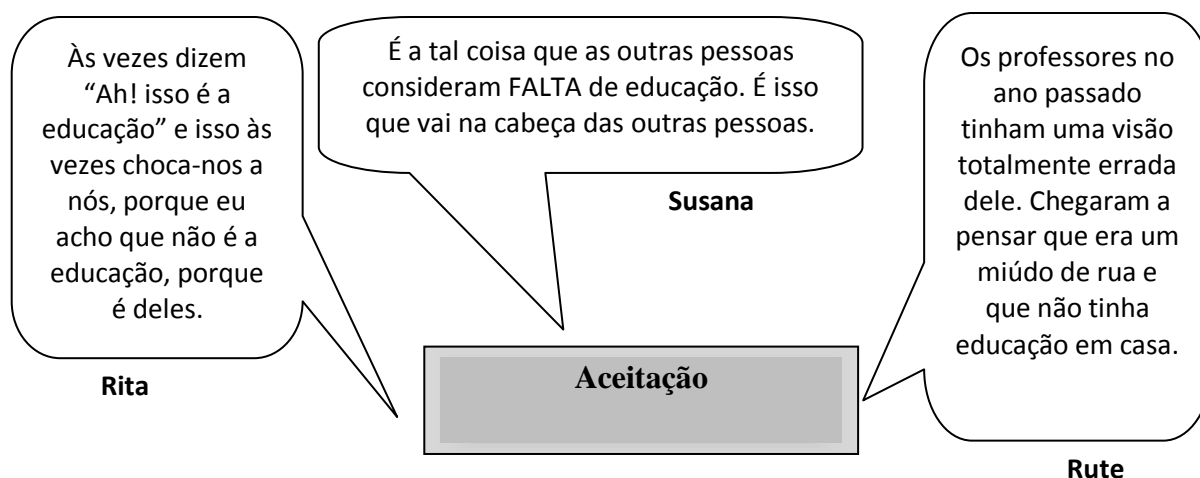 Às vezes dizem
“Ah! isso é a
educação” e isso às
vezes choca-nos a
nós, porque eu
acho que não é a
educação, porque
é deles.
Rita
É a tal coisa que as outras pessoas
consideram FALTA de educação. É isso
que vai na cabeça das outras pessoas.
Susana
Os professores no
ano passado
tinham uma visão
totalmente errada
dele. Chegaram a
pensar que era um
miúdo de rua e
que não tinha
educação em casa.
Rute
Aceitação